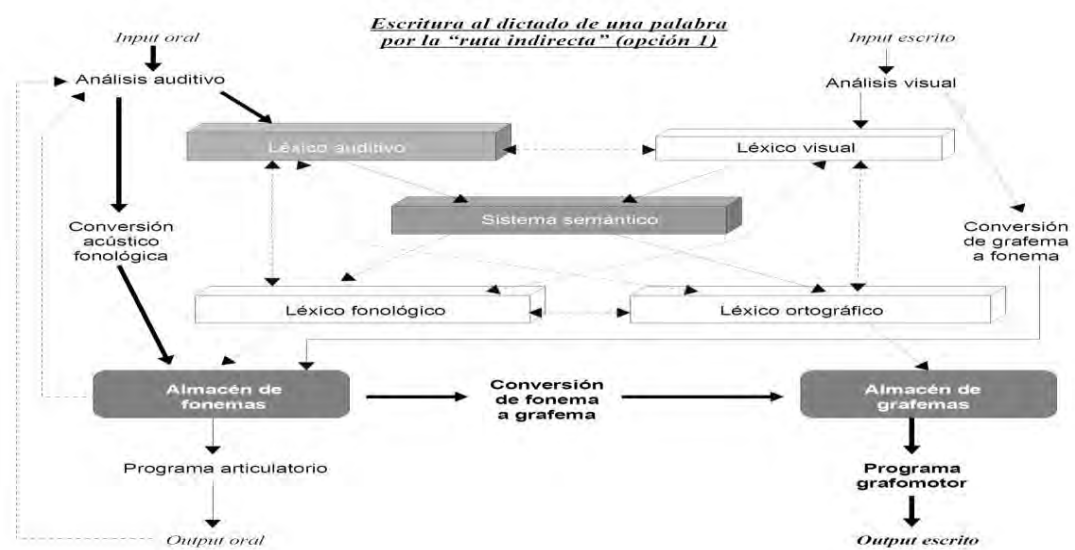 Escritura al dictado de una palabra
por la “ruta indirecta” (opción 1)
Input oral
Input escrito
Análisis auditivo
Análisis visual
Léxico auditivo
Léxico visual
Sistema semántico
Conversión
acústico
fonológica
Conversión
de grafema
a fonema
Léxico fonológico
Léxico ortográfico
Almacén de
fonemas
Conversión
de fonema
a grafema
Almacén de
grafemas
Programa articulatorio
Programa
grafomotor
Output oral
Output escrito